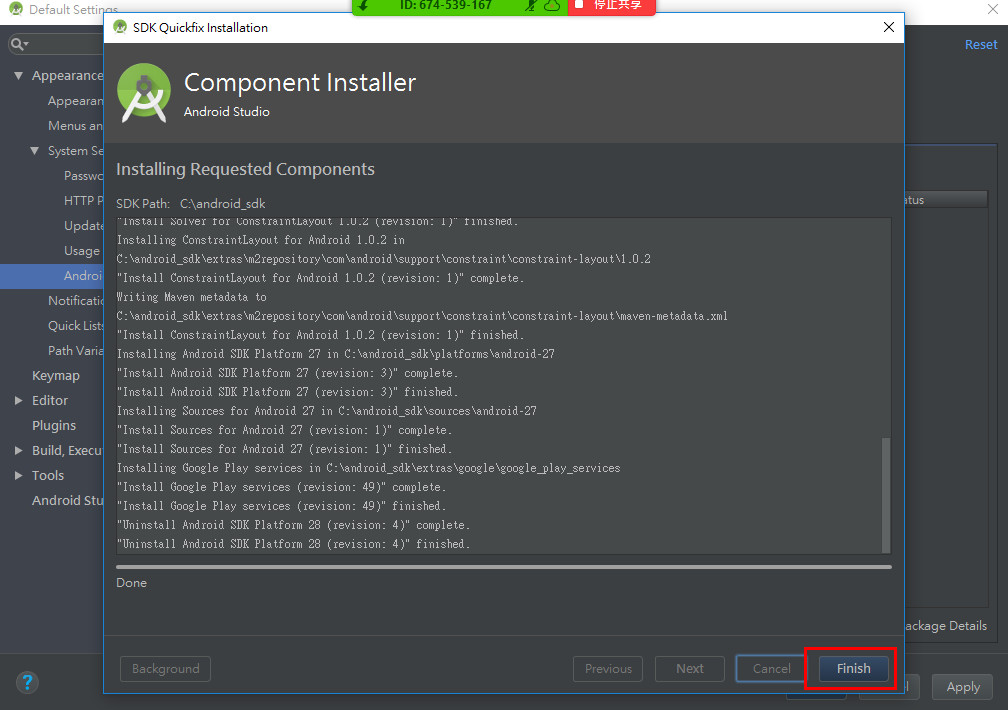 Default Settings
ID: 674-539-167
停止共享
SDK Quickfix Installation
Reset
Component Installer
Android Studio
Appearance
Appearan
Menus an
System Se
Passwo
HTTP P
Update
Usage
Androi
Notificatio
Quick Lists
Path Varia
Keymap
Editor
Plugins
Build, Execu
Tools
Android Stu
Installing Requested Components
SDK Path: C:\android_sdk
"Install Solver for ConstraintLayout 1.0.2 (revision: 1)" finished.
Installing ConstraintLayout for Android 1.0.2 in
C:\android_sdk\extras\m2repository\com\android\support\constraint\constraint-layout\1.0.2
"Install ConstraintLayout for Android 1.0.2 (revision: 1)" complete.
Writing Maven metadata to
C:\android_sdk\extras\m2repository\com\android\support\constraint\constraint-layout\maven-metadata.xml
"Install ConstraintLayout for Android 1.0.2 (revision: 1)" finished.
Installing Android SDK Platform 27 in C:\android_sdk\platforms\android-27
"Install Android SDK Platform 27 (revision: 3)" complete.
"Install Android SDK Platform 27 (revision: 3)" finished.
Installing Sources for Android 27 in C:\android_sdk\sources\android-27
"Install Sources for Android 27 (revision: 1)" complete.
"Install Sources for Android 27 (revision: 1)" finished.
Installing Google Play services in C:\android_sdk\extras\google\google_play_services
"Install Google Play services (revision: 49)" complete.
"Install Google Play services (revision: 49)" finished.
"Uninstall Android SDK Platform 28 (revision: 4)" complete.
"Uninstall Android SDK Platform 28 (revision: 4)" finished.
Done
atus
ackage Details
Background
Previous
Next
Cancel
Finish
?
l
Apply